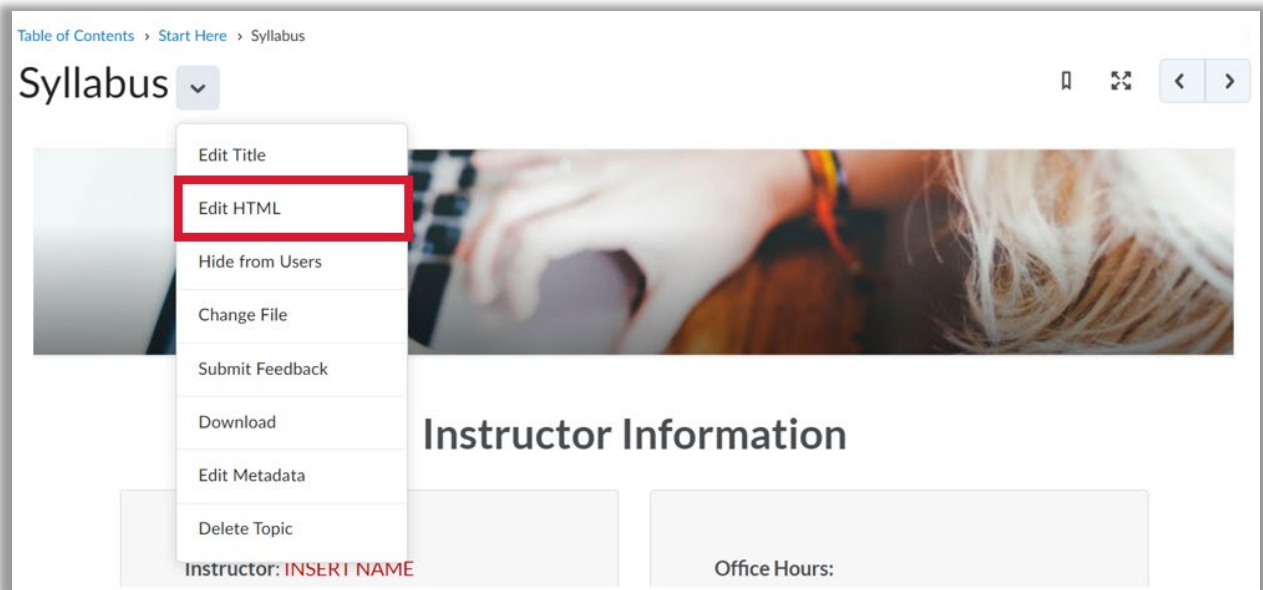 Table of Contents › Start Here › Syllabus
Syllabus
Edit Title
Edit HTML
Hide from Users
Change File
Submit Feedback
Download
Edit Metadata
Delete Topic
Instructor Information
Instructor: INSERT NAME
Office Hours: